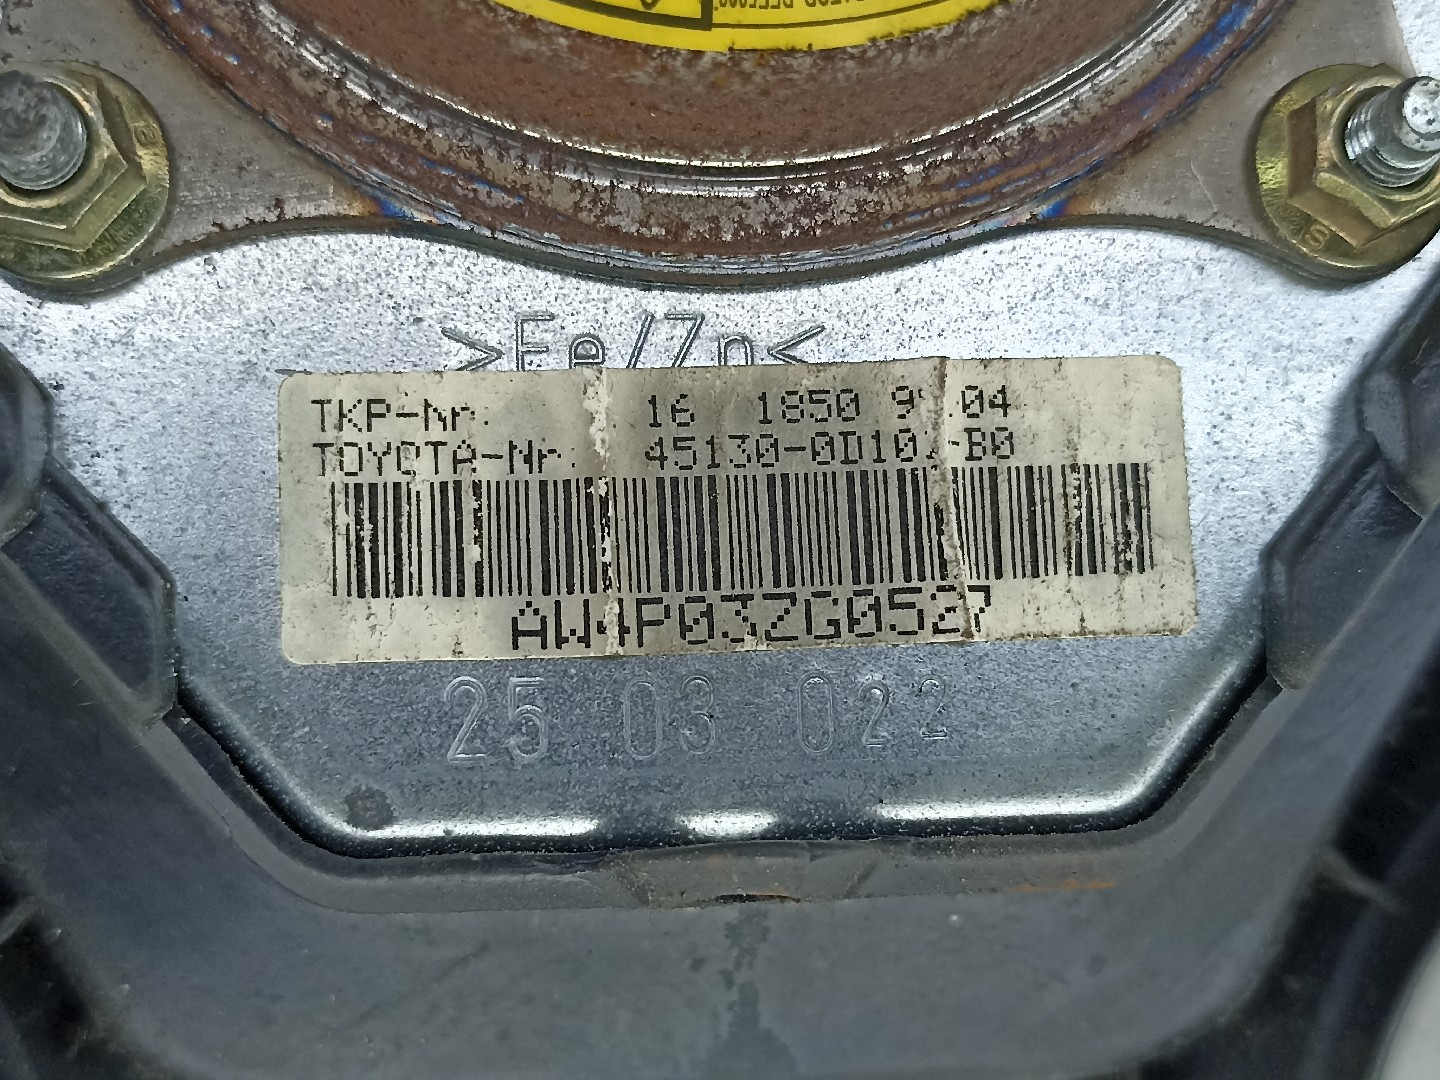 >Fe/Zn<
TKP-Nr. 16 1850
TOYOTA-Nr.
AW4P03ZG0527
25 03 022